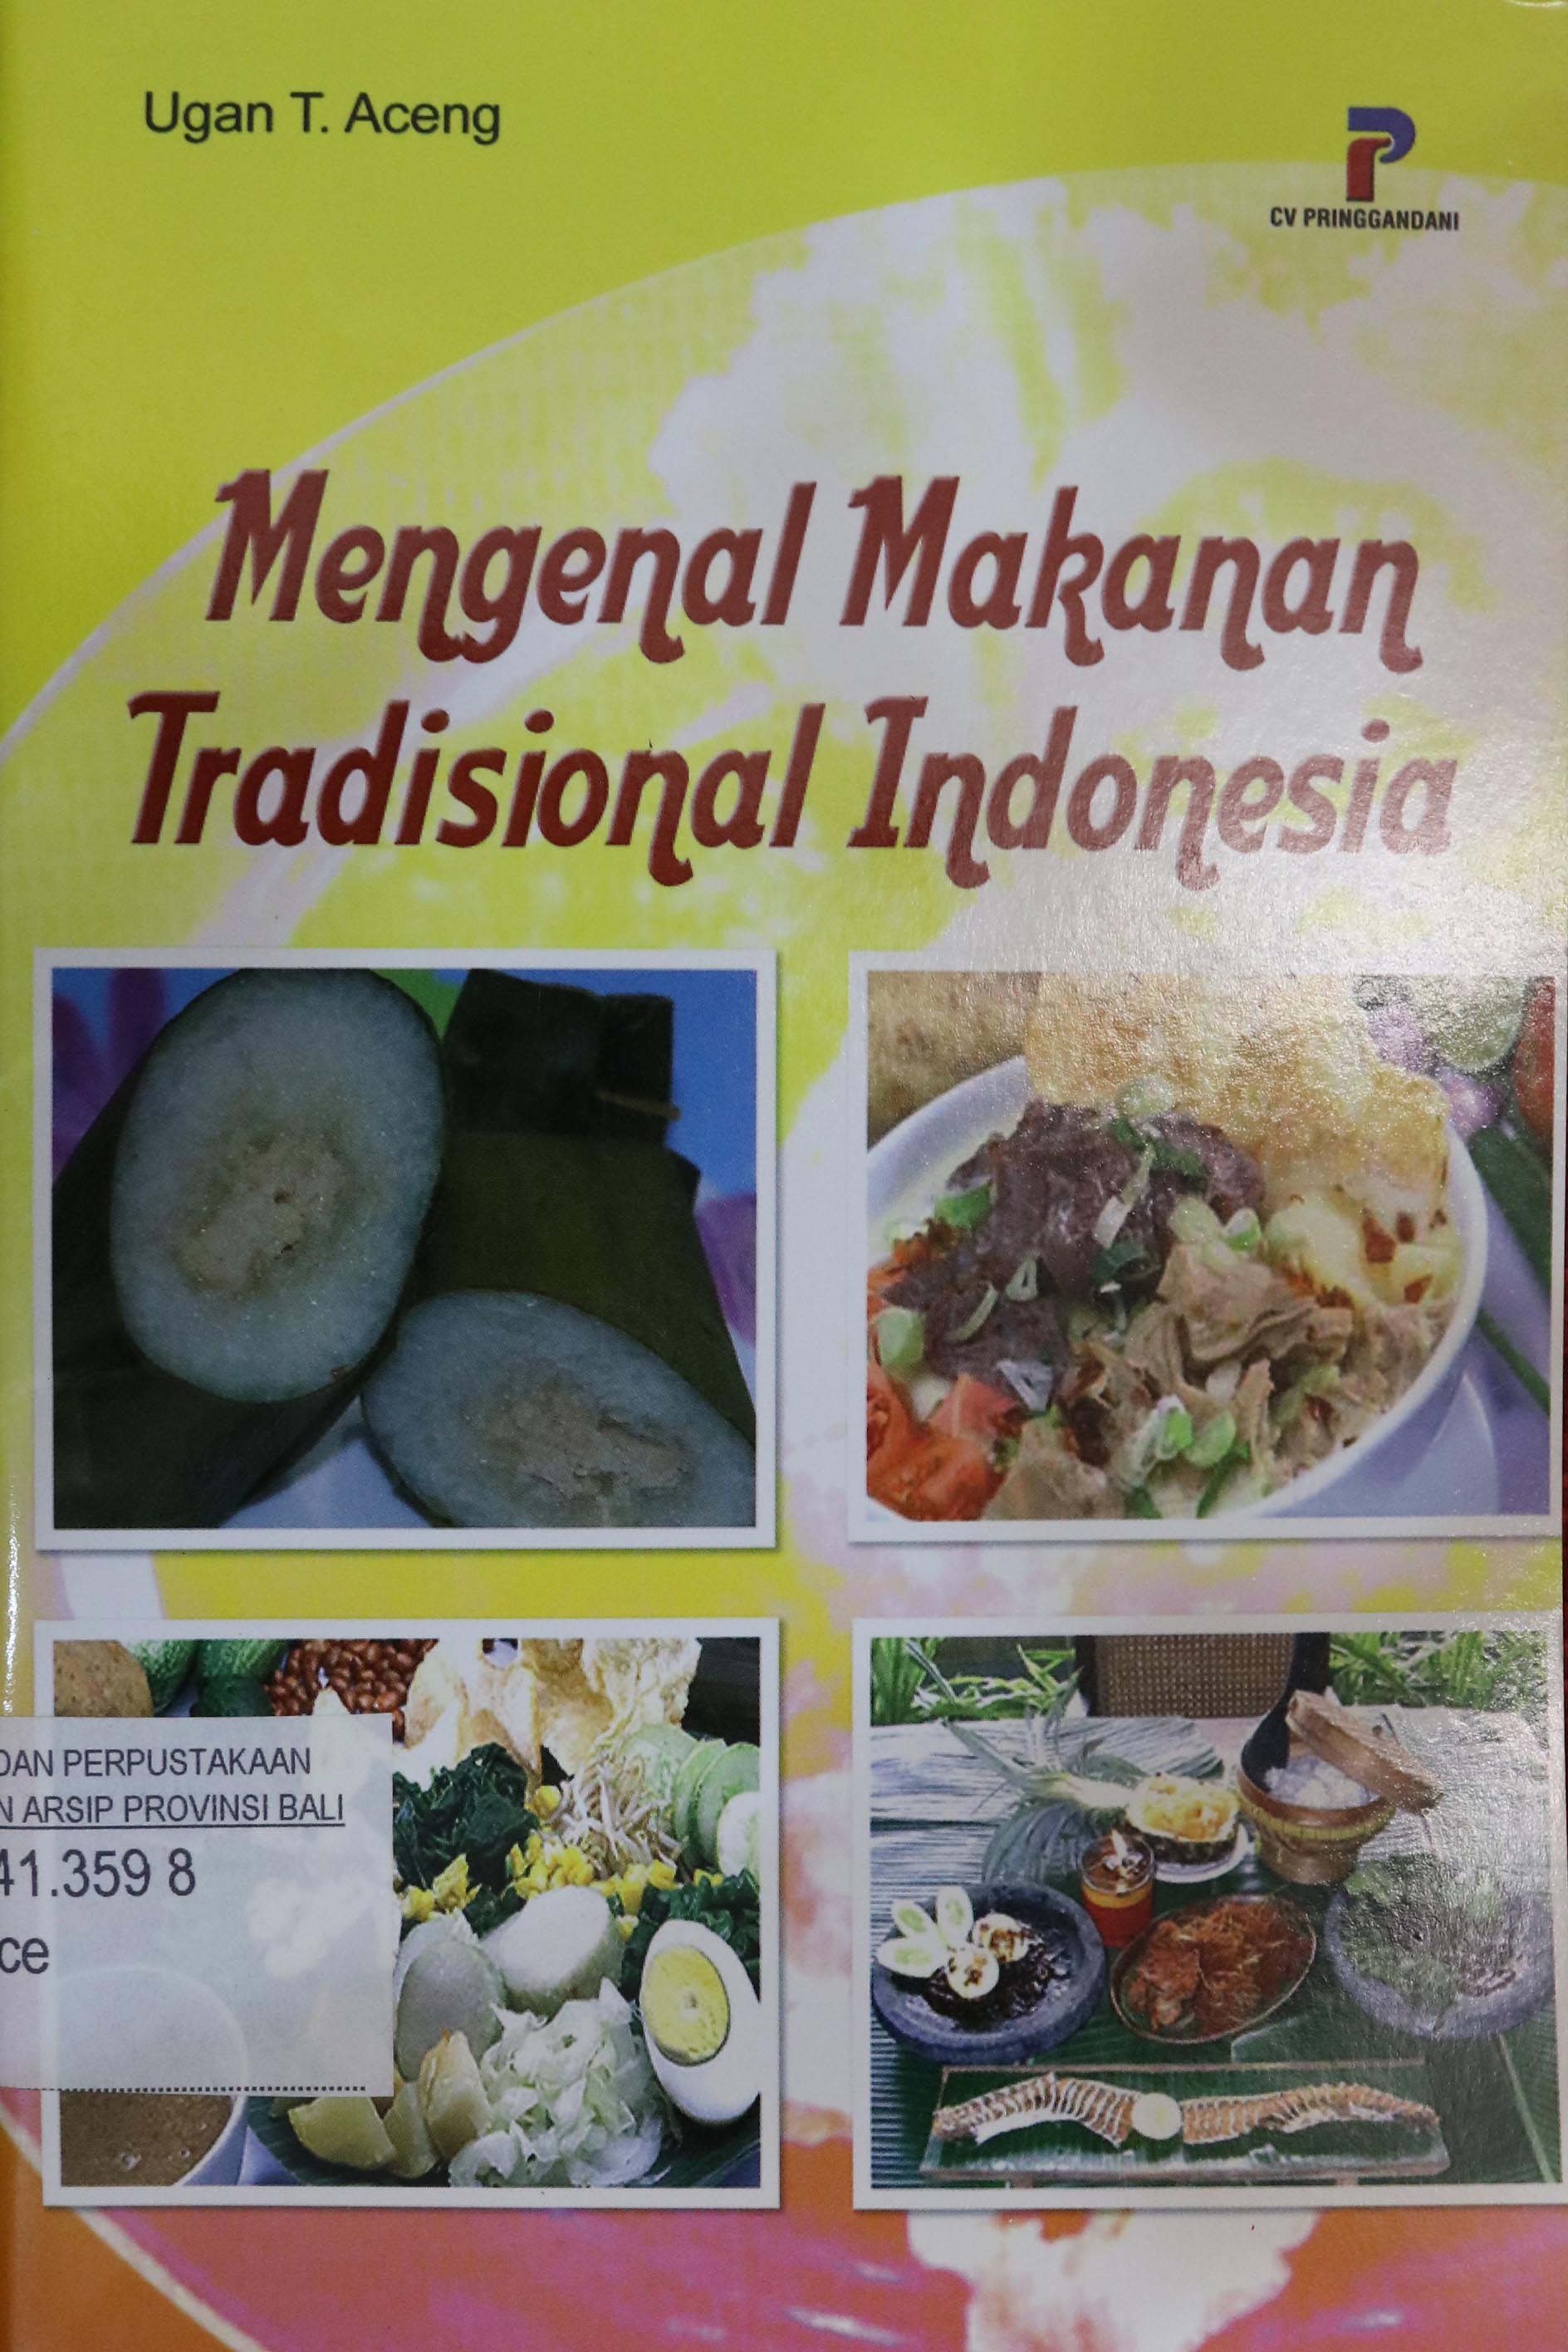 Ugan T. Aceng
CV PRINGGANDANI
Mengenal Makanan
Tradisional Indonesia
DAN PERPUSTAKAAN
N ARSIP PROVINSI BALI
41.359 8
ce